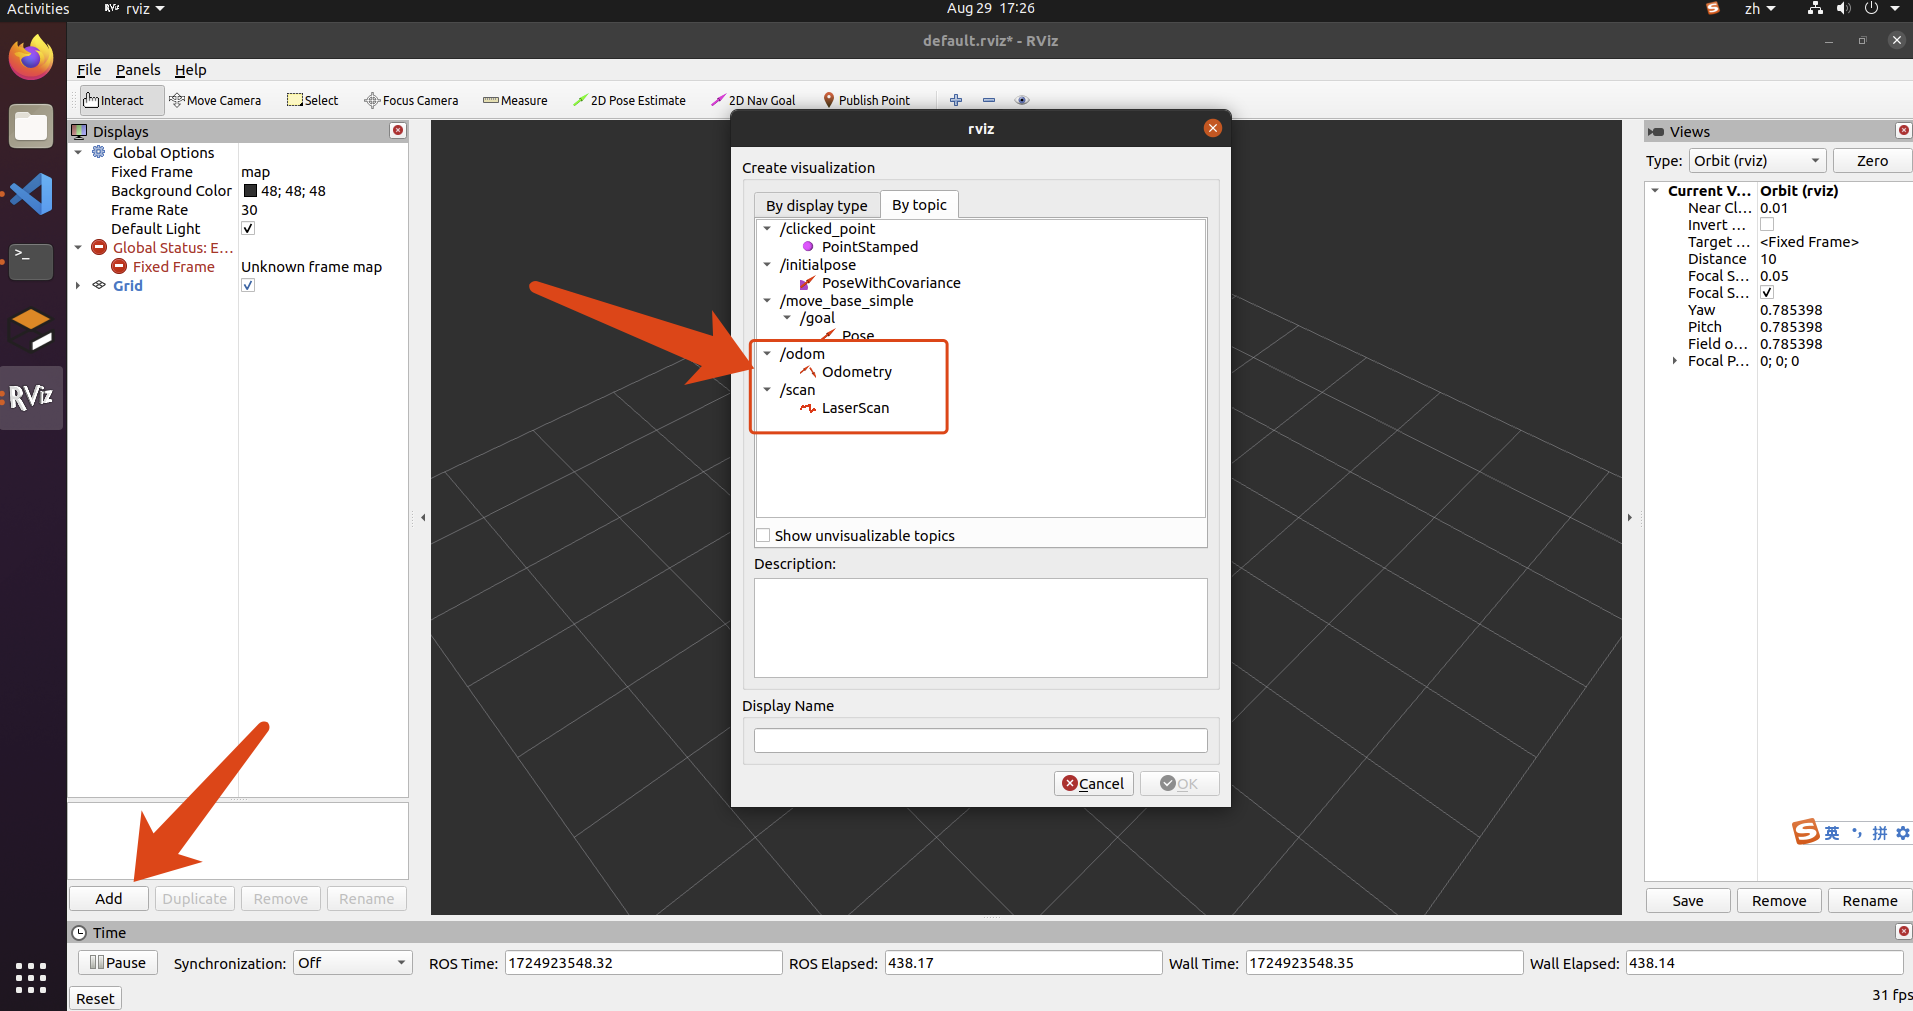 Activities
RViz rviz
Aug 29 17:26
zh
default.rviz* - RViz
File Panels Help
Interact Move Camera Select Focus Camera Measure 2D Pose Estimate 2D Nav Goal Publish Point
Displays
Global Options
Fixed Frame map
Background Color 48; 48; 48
Frame Rate 30
Default Light
Global Status: E...
Fixed Frame Unknown frame map
Grid
RViz
Add Duplicate Remove Rename
rviz
Create visualization
By display type By topic
/clicked_point
PointStamped
/initialpose
PoseWithCovariance
/move_base_simple
/goal
Pose
/odom
Odometry
/scan
LaserScan
Show unvisualizable topics
Description:
Display Name
Cancel OK
Views
Type: Orbit (rviz) Zero
Current V... Orbit (rviz)
Near Cl... 0.01
Invert ...
Target ... <Fixed Frame>
Distance 10
Focal S... 0.05
Focal S...
Yaw 0.785398
Pitch 0.785398
Field o... 0.785398
Focal P... 0; 0; 0
S 英 拼
Save Remove Rename
Time
Pause Synchronization: Off ROS Time: 1724923548.32 ROS Elapsed: 438.17 Wall Time: 1724923548.35 Wall Elapsed: 438.14
Reset
31 fps